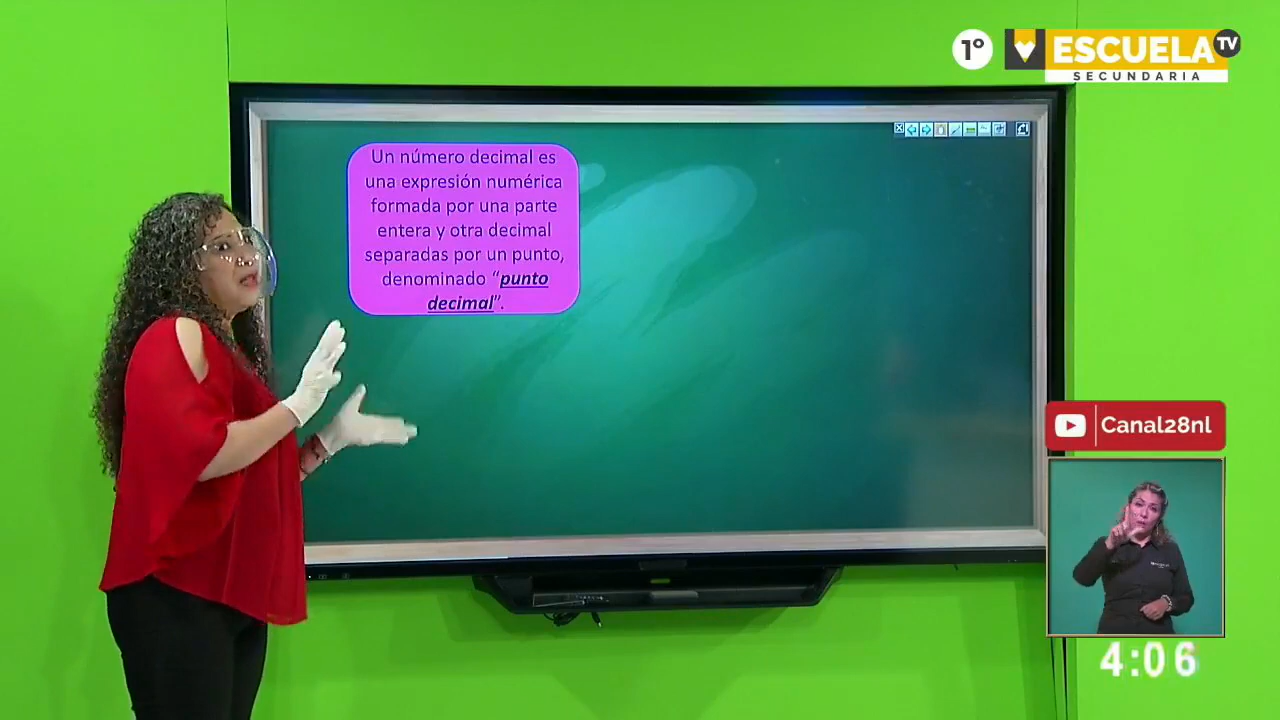 1º
ESCUELA
TV
SECUNDARIA
Un número decimal es
una expresión numérica
formada por una parte
entera y otra decimal
separadas por un punto,
denominado “punto
decimal”.
Canal28nl
4:06